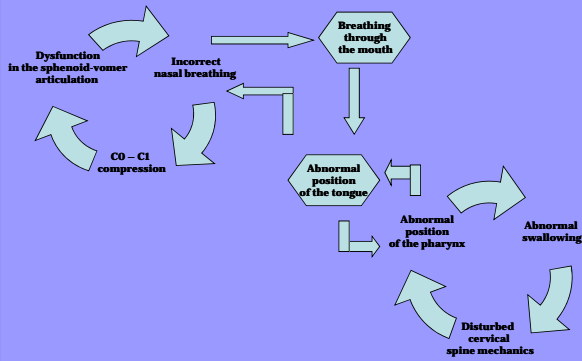 Breathing
through
the mouth
Dysfunction
in the sphenoid-vomer
articulation
Incorrect
nasal breathing
C0 – C1
compression
Abnormal
position
of the tongue
Abnormal
position
of the pharynx
Abnormal
swallowing
Disturbed
cervical
spine mechanics